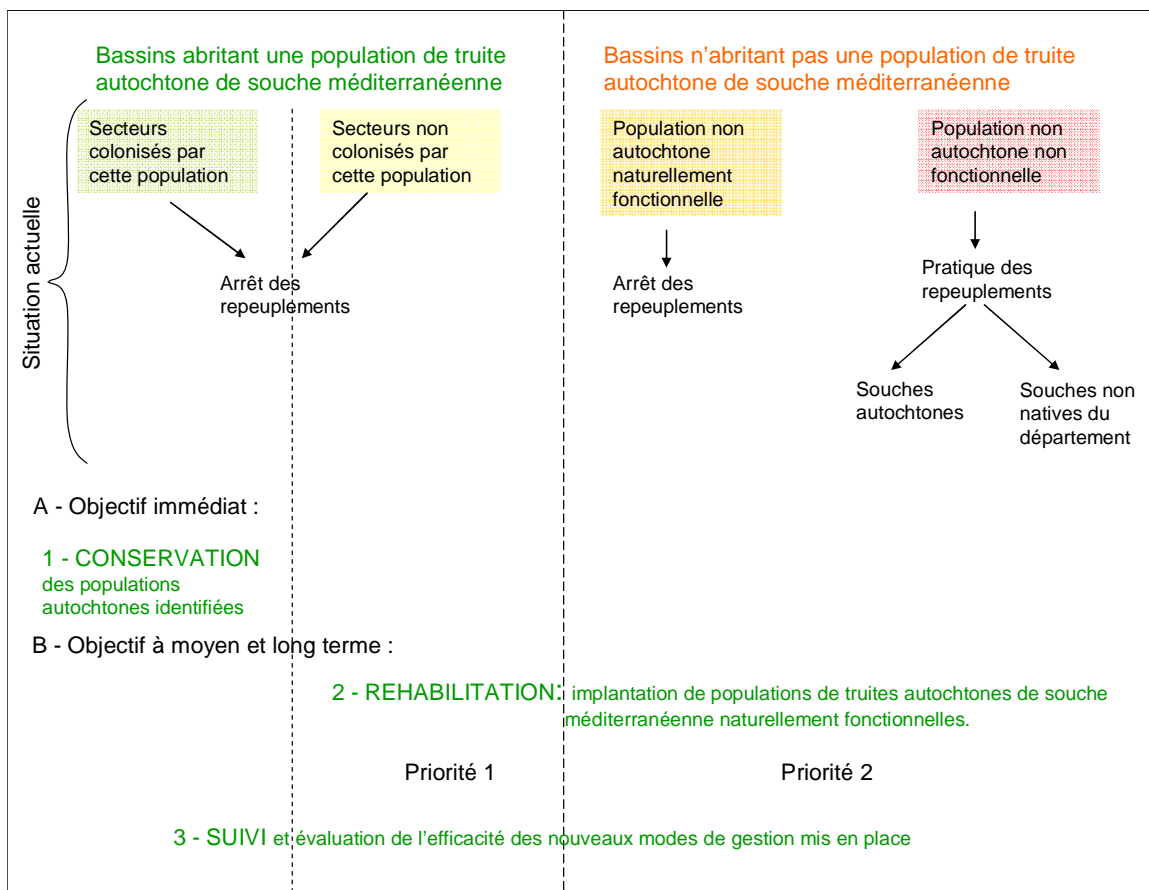 Bassins abritant une population de truite
autochtone de souche méditerranéenne
Bassins n'abritant pas une population de truite
autochtone de souche méditerranéenne
Situation actuelle
Secteurs
colonisés par
cette population
Secteurs non
colonisés par
cette population
Population non
autochtone
naturellement
fonctionnelle
Population non
autochtone non
fonctionnelle
Arrêt des
repeuplements
Arrêt des
repeuplements
Pratique des
repeuplements
Souches
autochtones
Souches non
natives du
département
A - Objectif immédiat :
1 - CONSERVATION
des populations
autochtones identifiées
B - Objectif à moyen et long terme :
2 - REHABILITATION: implantation de populations de truites autochtones de souche
méditerranéenne naturellement fonctionnelles.
Priorité 1
Priorité 2
3 - SUIVI et évaluation de l'efficacité des nouveaux modes de gestion mis en place